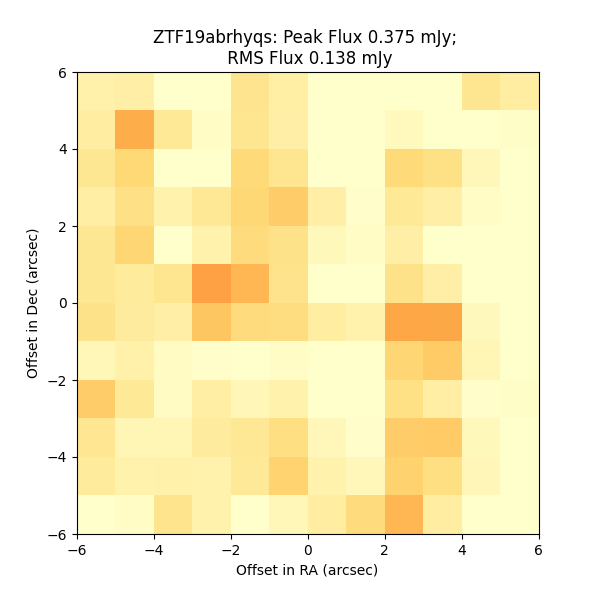 ZTF19abrhyqs: Peak Flux 0.375 mJy;
RMS Flux 0.138 mJy
6
4
2
0
−2
−4
−6
Offset in Dec (arcsec)
−6 −4 −2 0 2 4 6
Offset in RA (arcsec)